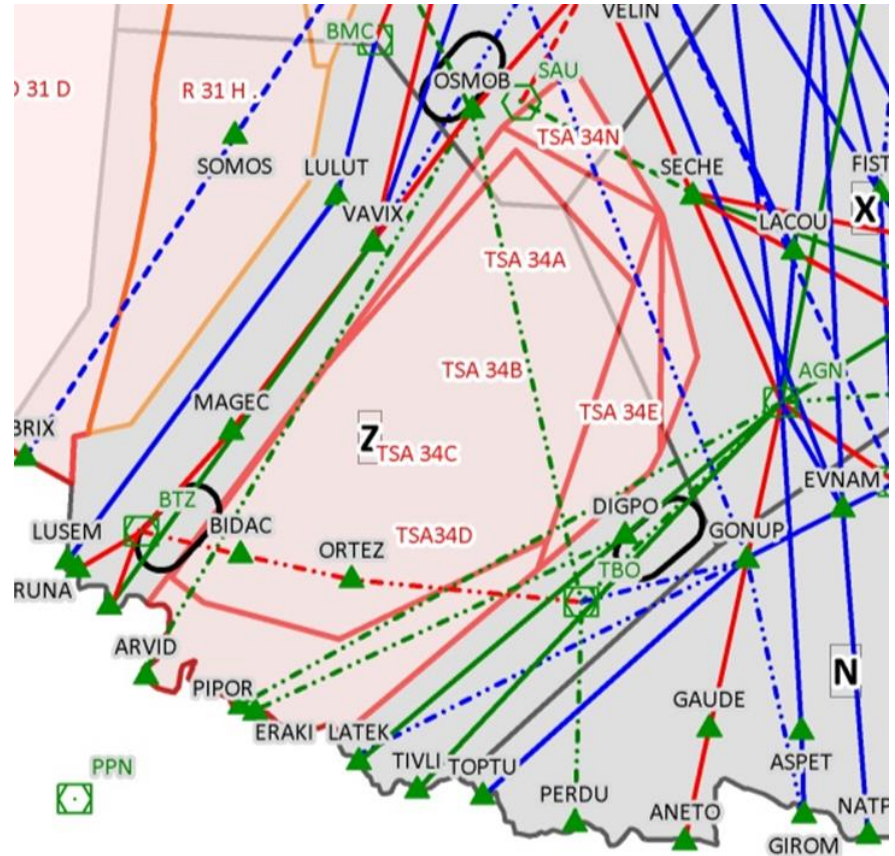 VELIN
BMC
OSMOB
SAU
31 D
R 31 H .
TSA 34N
SOMOS
LULUT
SECHE
FIST
VAVIX
LACOU
X
TSA 34A
TSA 34B
AGN
MAGEC
TSA 34E
BRIX
Z
TSA 34C
EVNAM
BTZ
DIGPO
LUSEM
BIDAC
TSA34D
GONUP
ORTEZ
TBO
RUNA
ARVID
N
PIPOR
GAUDE
ERAKI
LATEK
TIVLI
TOPTU
ASPET
PPN
PERDU
ANETO
NATP
GIROM